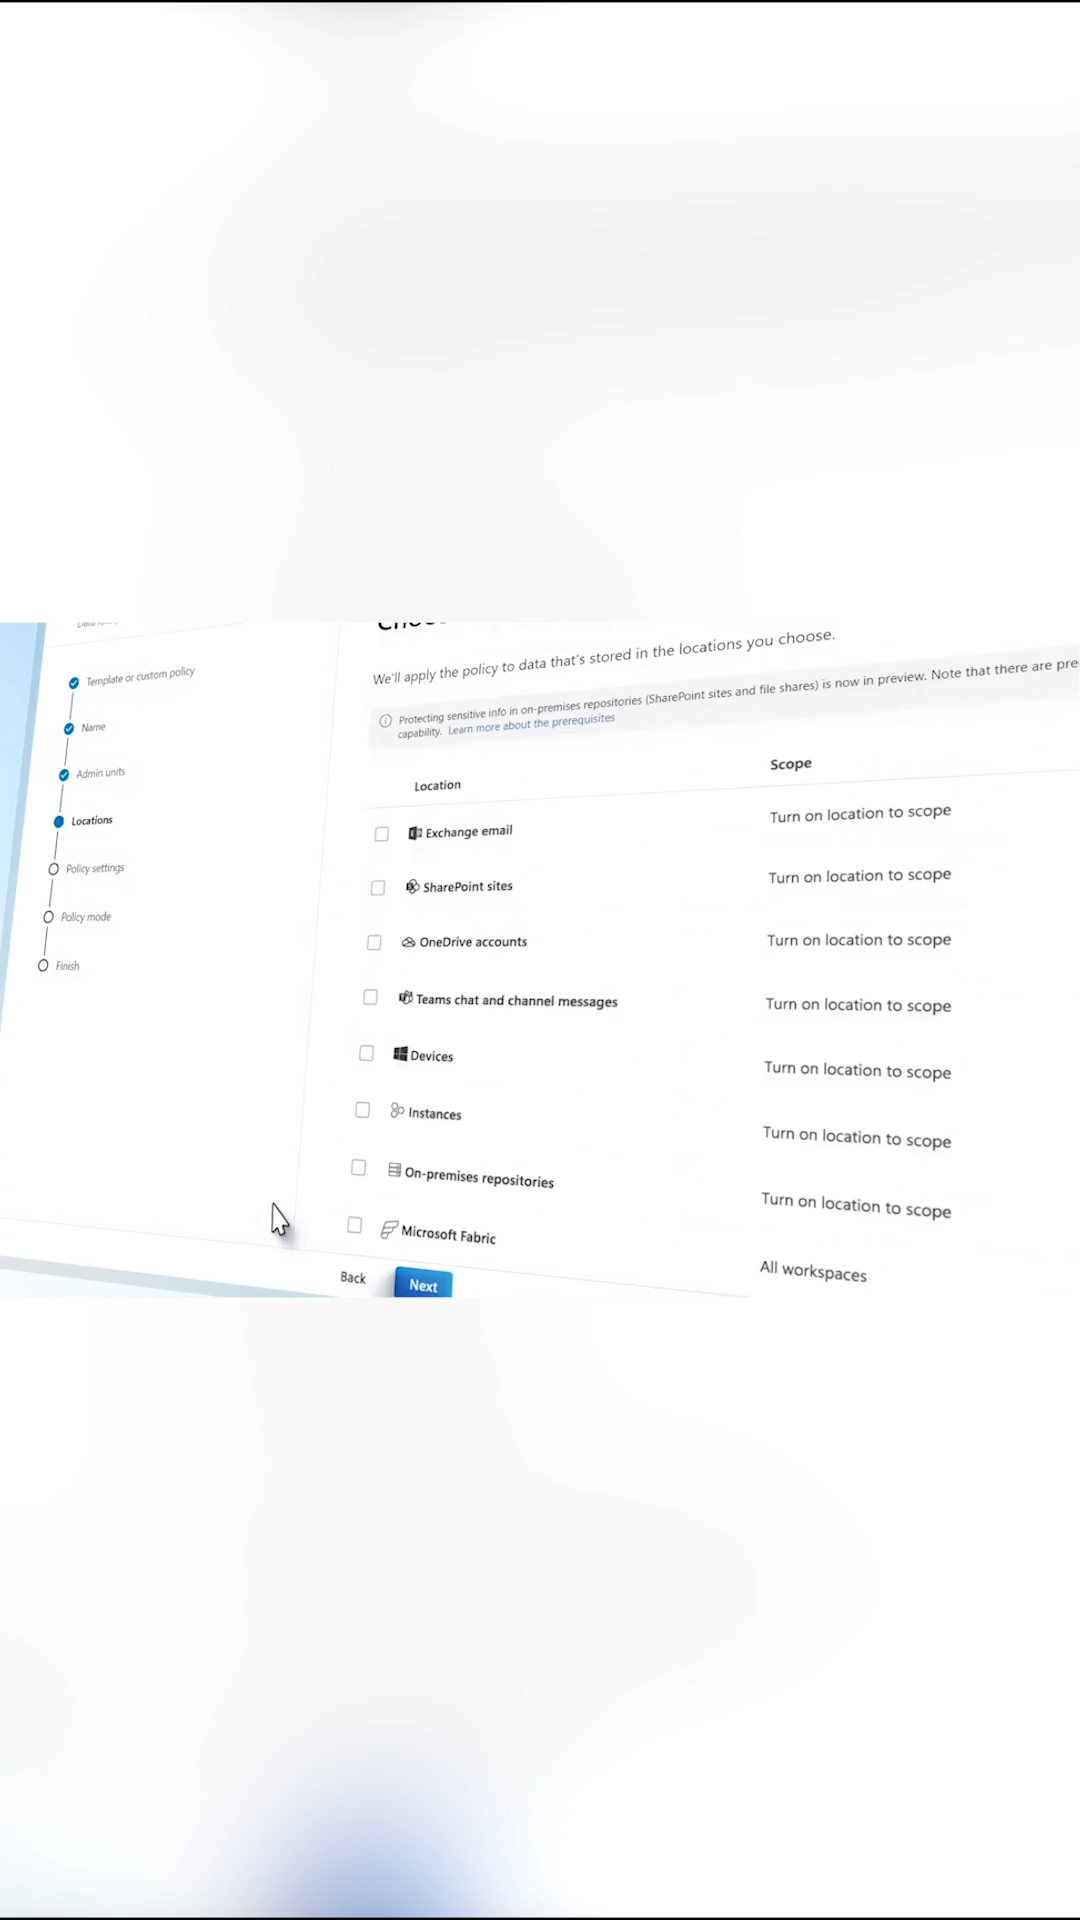 Template or custom policy
Name
Admin units
Locations
Policy settings
Policy mode
Finish
We'll apply the policy to data that's stored in the locations you choose.
Protecting sensitive info in on-premises repositories (SharePoint sites and file shares) is now in preview. Note that there are pre
capability. Learn more about the prerequisites
Location Scope
Exchange email Turn on location to scope
SharePoint sites Turn on location to scope
OneDrive accounts Turn on location to scope
Teams chat and channel messages Turn on location to scope
Devices Turn on location to scope
Instances Turn on location to scope
On-premises repositories Turn on location to scope
Microsoft Fabric All workspaces
Back Next